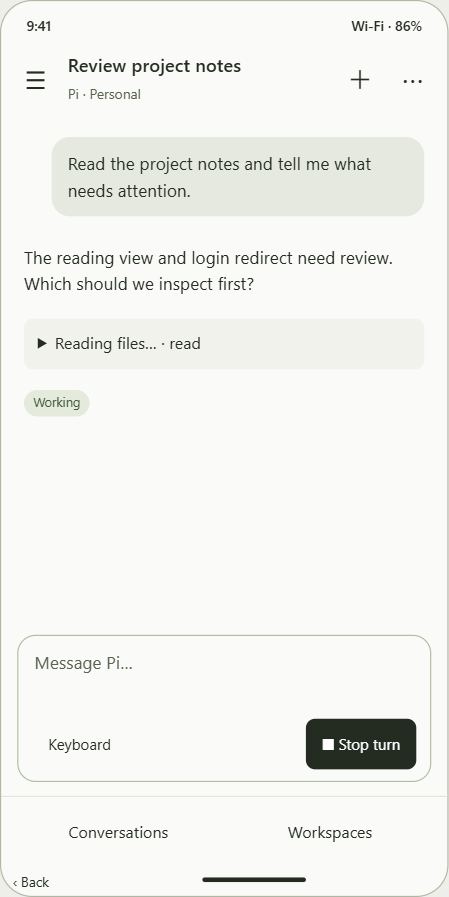 9:41
Wi-Fi · 86%
Review project notes
Pi · Personal
Read the project notes and tell me what
needs attention.
The reading view and login redirect need review.
Which should we inspect first?
▶ Reading files... · read
Working
Message Pi...
Keyboard
■ Stop turn
Conversations
Workspaces
‹ Back